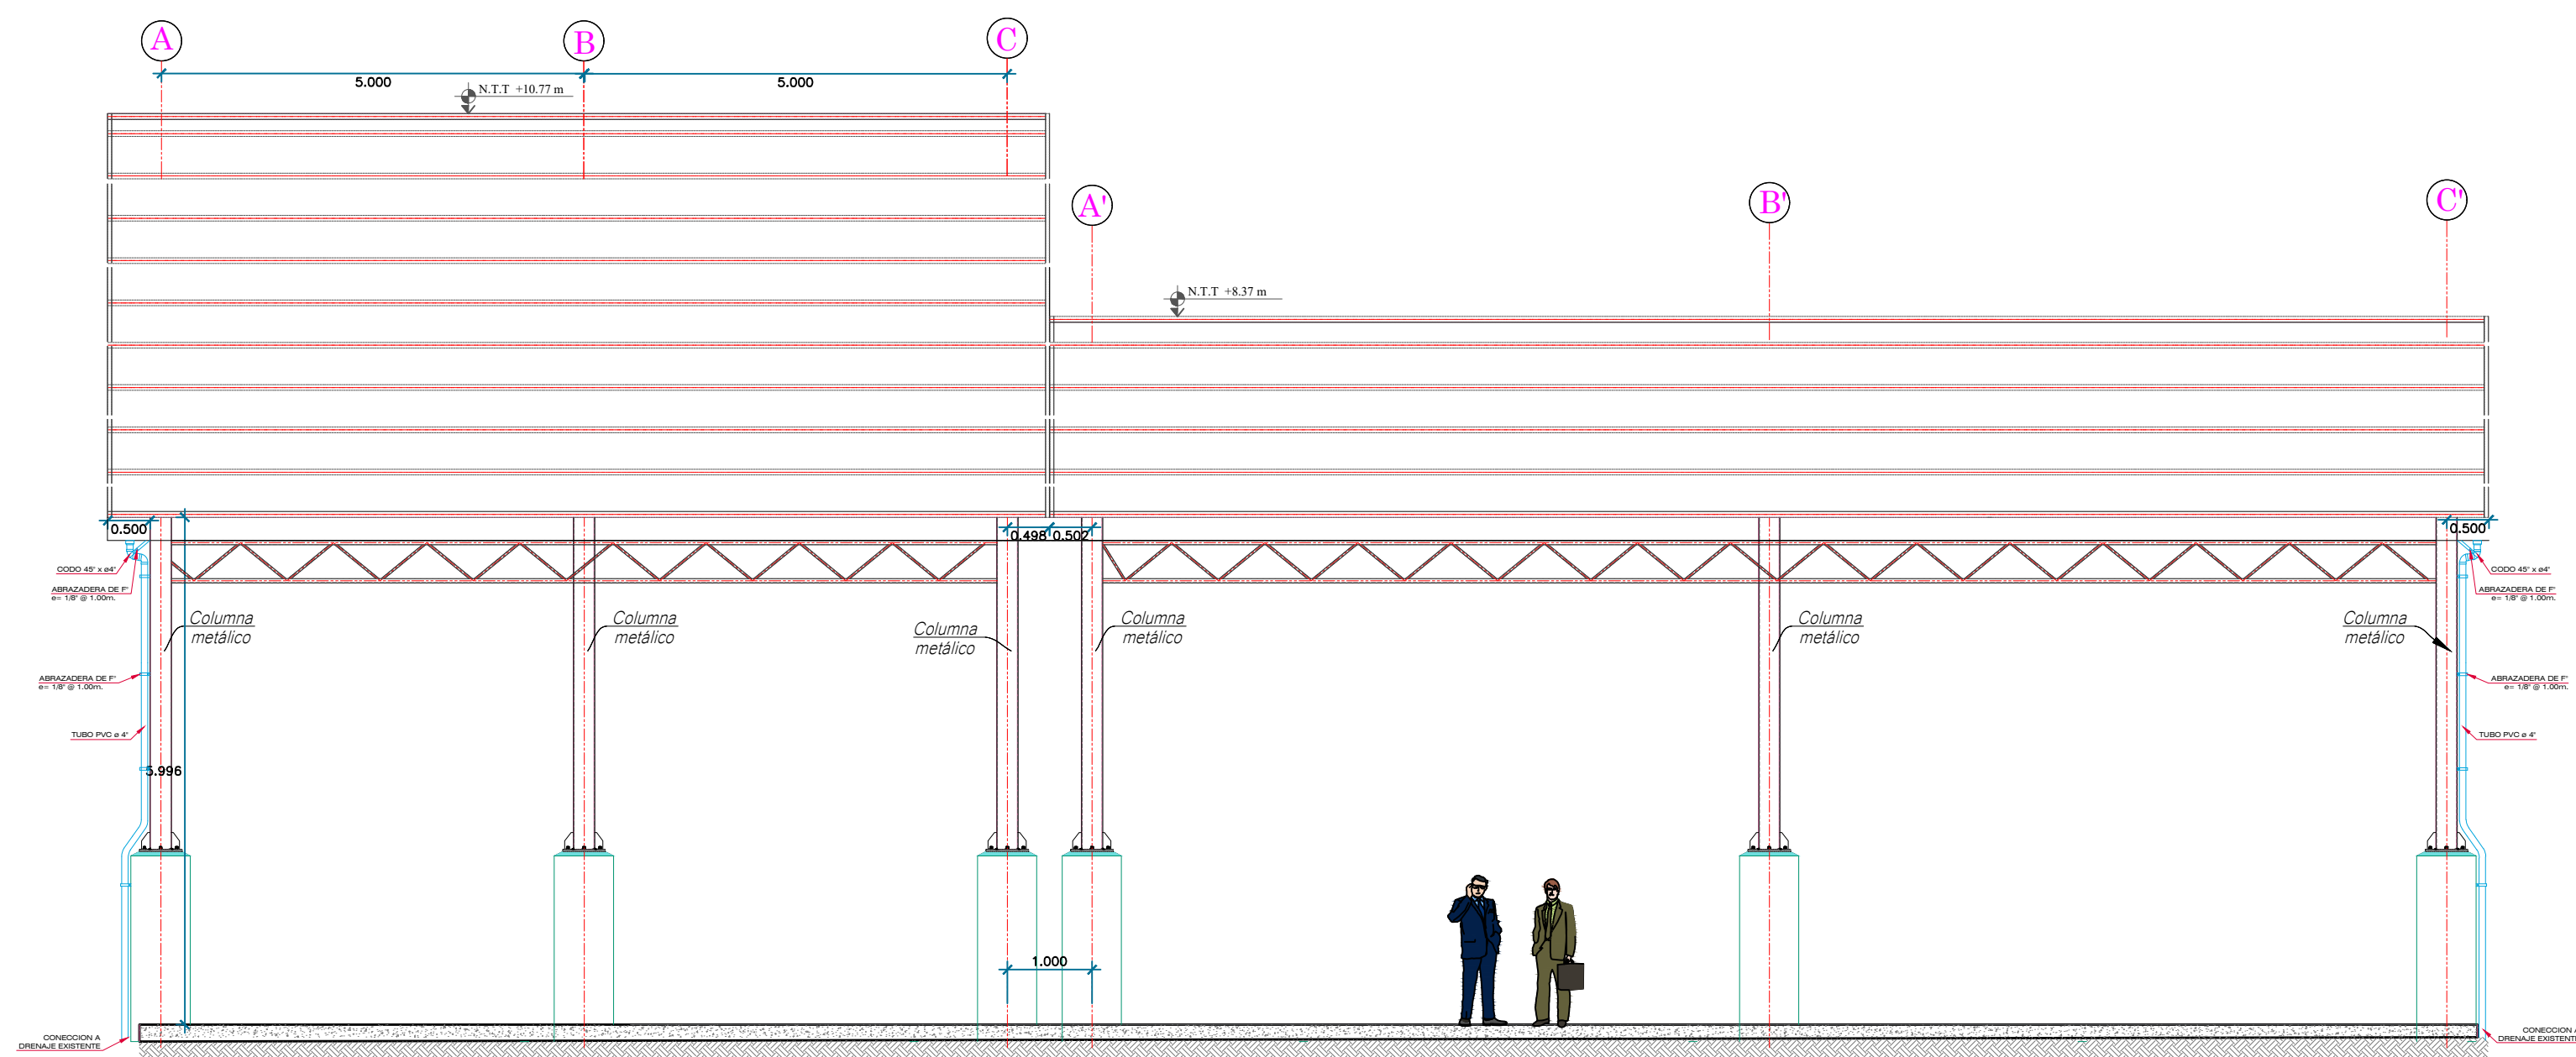 A
B
C
5.000
5.000
N.T.T +10.77 m
A'
B'
C'
N.T.T +8.37 m
0.500
0.498
0.502
0.500
CODO 45° x ø4"
ABRAZADERA DE F°
e= 1/8" @ 1.00m.
CODO 45° x ø4"
ABRAZADERA DE F°
e= 1/8" @ 1.00m.
Columna
metálico
Columna
metálico
Columna
metálico
Columna
metálico
Columna
metálico
Columna
metálico
ABRAZADERA DE F°
e= 1/8" @ 1.00m.
ABRAZADERA DE F°
e= 1/8" @ 1.00m.
TUBO PVC ø 4"
TUBO PVC ø 4"
5.996
1.000
CONECCION A
DRENAJE EXISTENTE
CONECCION A
DRENAJE EXISTENTE